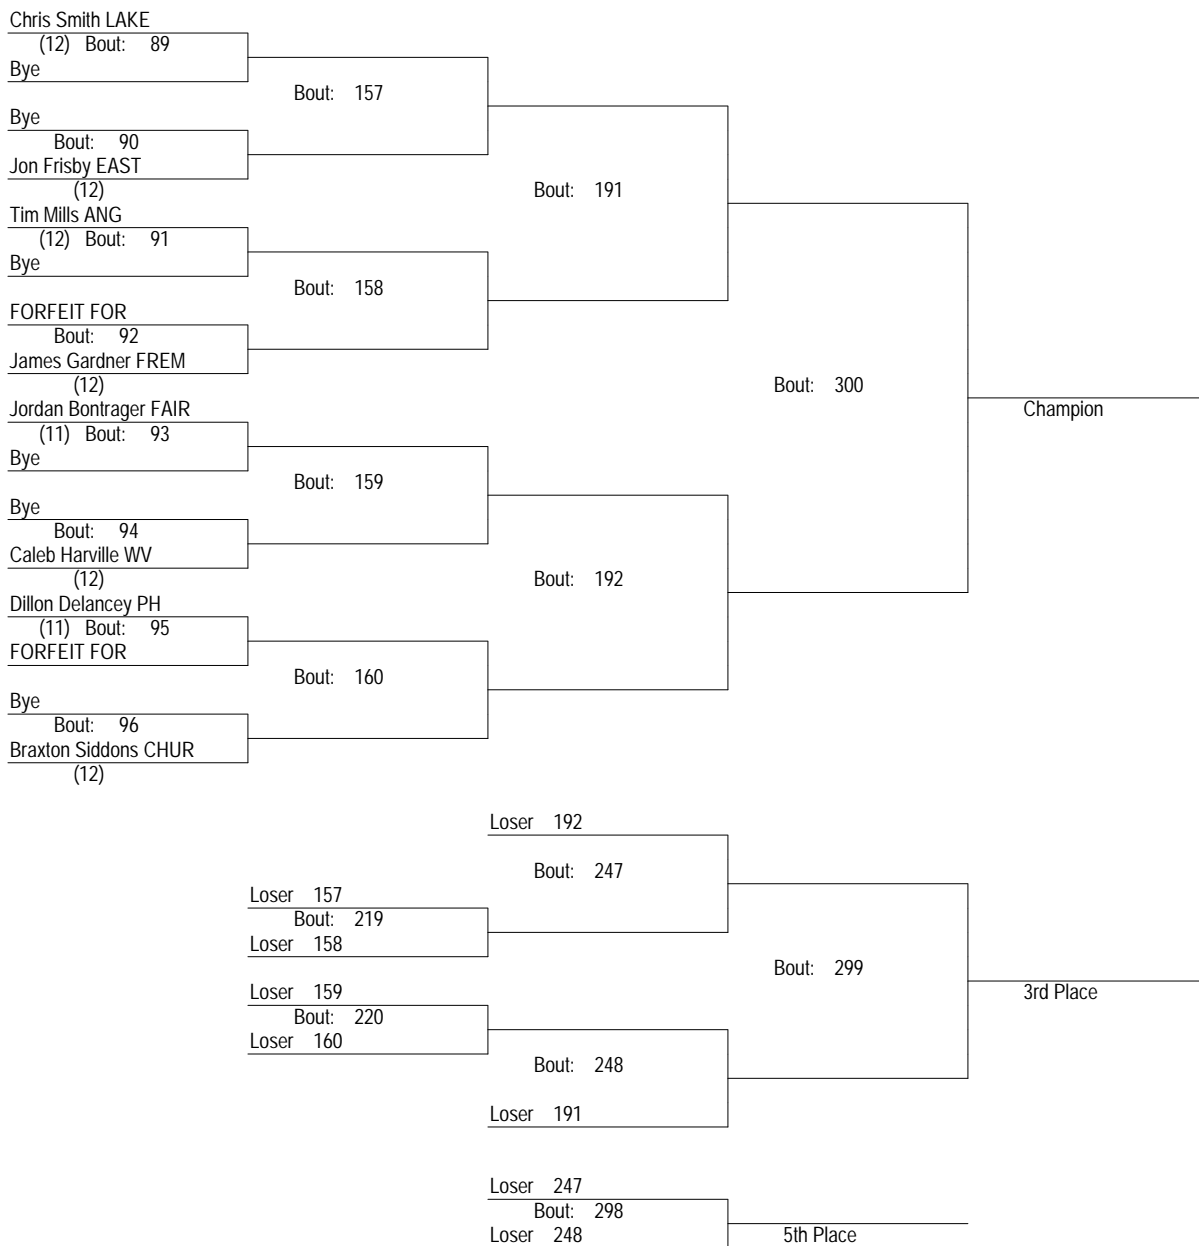 Chris Smith LAKE
(12) Bout: 89
Bye
Bout: 157
Bye
Bout: 90
Jon Frisby EAST
(12)
Bout: 191
Tim Mills ANG
(12) Bout: 91
Bye
Bout: 158
FORFEIT FOR
Bout: 92
James Gardner FREM
(12)
Bout: 300
Champion
Jordan Bontrager FAIR
(11) Bout: 93
Bye
Bout: 159
Bye
Bout: 94
Caleb Harville WV
(12)
Bout: 192
Dillon Delancey PH
(11) Bout: 95
FORFEIT FOR
Bout: 160
Bye
Bout: 96
Braxton Siddons CHUR
(12)
Loser 192
Bout: 247
Loser 157
Bout: 219
Loser 158
Bout: 299
3rd Place
Loser 159
Bout: 220
Loser 160
Bout: 248
Loser 191
Loser 247
Bout: 298
Loser 248
5th Place